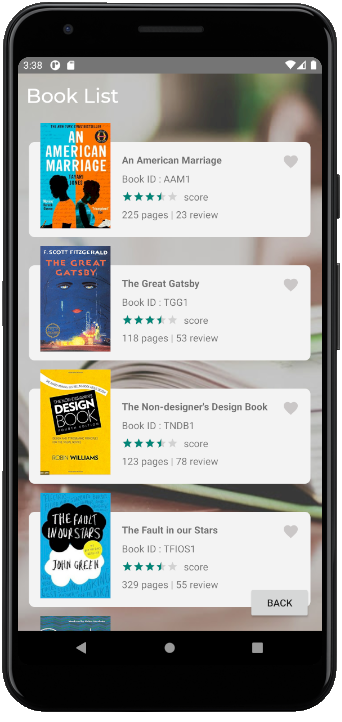 3:38
Book List
AN
AMERICAN
MARRIAGE
TAYARI
JONES
An American Marriage
Book ID : AAM1
score
225 pages | 23 review
F. SCOTT FITZGERALD
THE GREAT
GATSBY
The Great Gatsby
Book ID : TGG1
score
118 pages | 53 review
THE NON-DESIGNER'S
DESIGN
BOOK
FOURTH EDITION
ROBIN WILLIAMS
The Non-designer's Design Book
Book ID : TNDB1
score
123 pages | 78 review
THE FAULT
IN OUR
STARS
JOHN GREEN
The Fault in our Stars
Book ID : TFIOS1
score
329 pages | 55 review
BACK